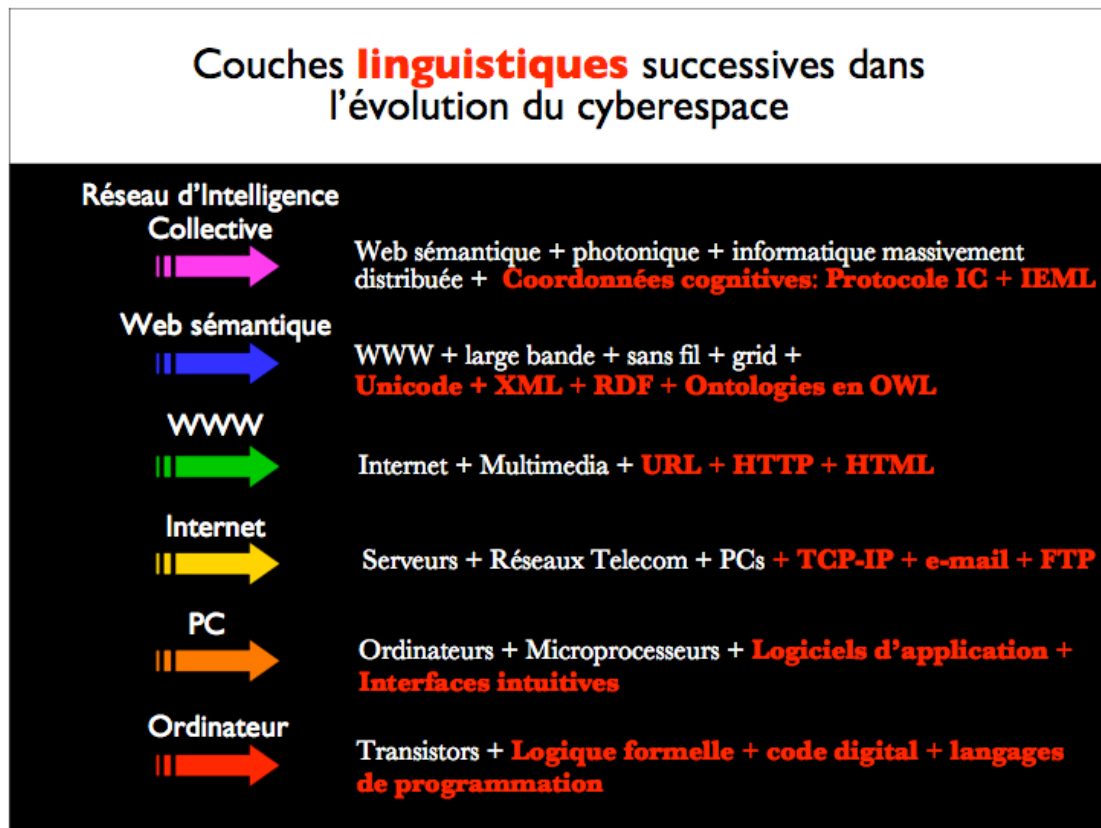 Couches linguistiques successives dans
l'évolution du cyberespace
Réseau d'Intelligence
Collective
Web sémantique + photonique + informatique massivement
distribuée + Coordonnées cognitives: Protocole IC + IEML
Web sémantique
WWW + large bande + sans fil + grid +
Unicode + XML + RDF + Ontologies en OWL
WWW
Internet + Multimedia + URL + HTTP + HTML
Internet
Serveurs + Réseaux Telecom + PCs + TCP-IP + e-mail + FTP
PC
Ordinateurs + Microprocesseurs + Logiciels d'application +
Interfaces intuitives
Ordinateur
Transistors + Logique formelle + code digital + langages
de programmation